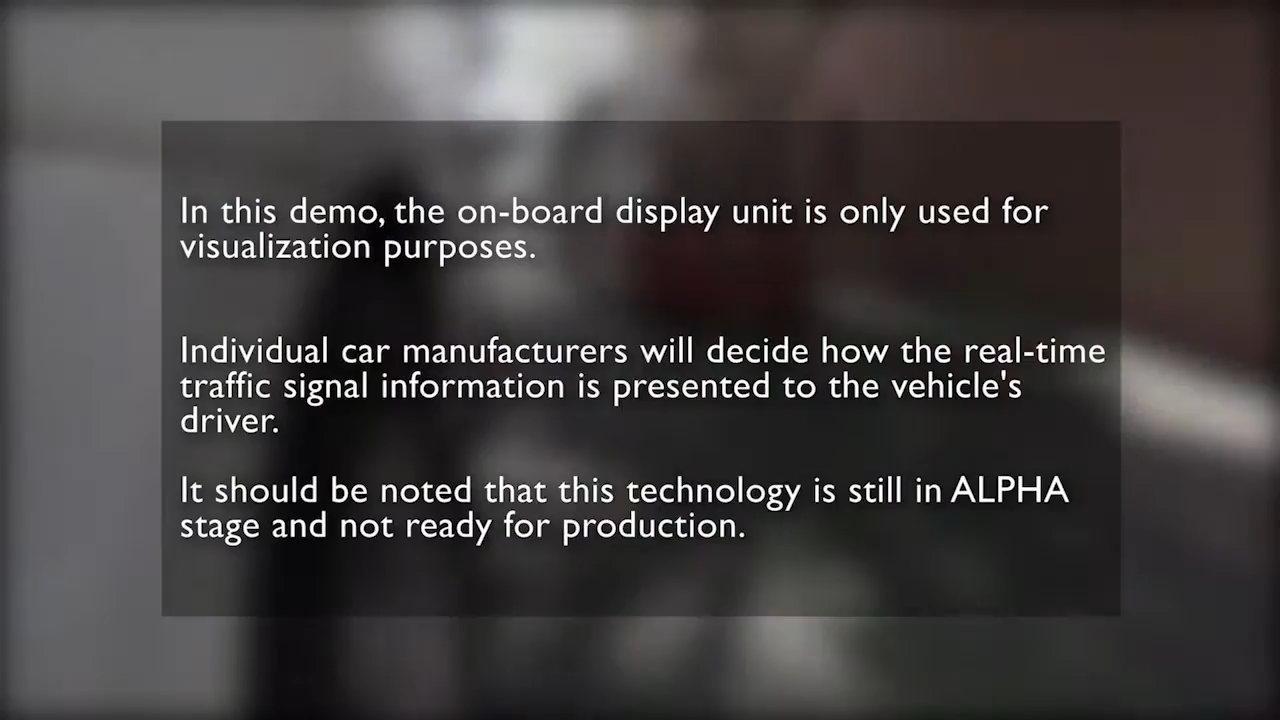 In this demo, the on-board display unit is only used for
visualization purposes.
Individual car manufacturers will decide how the real-time
traffic signal information is presented to the vehicle's
driver.
It should be noted that this technology is still in ALPHA
stage and not ready for production.